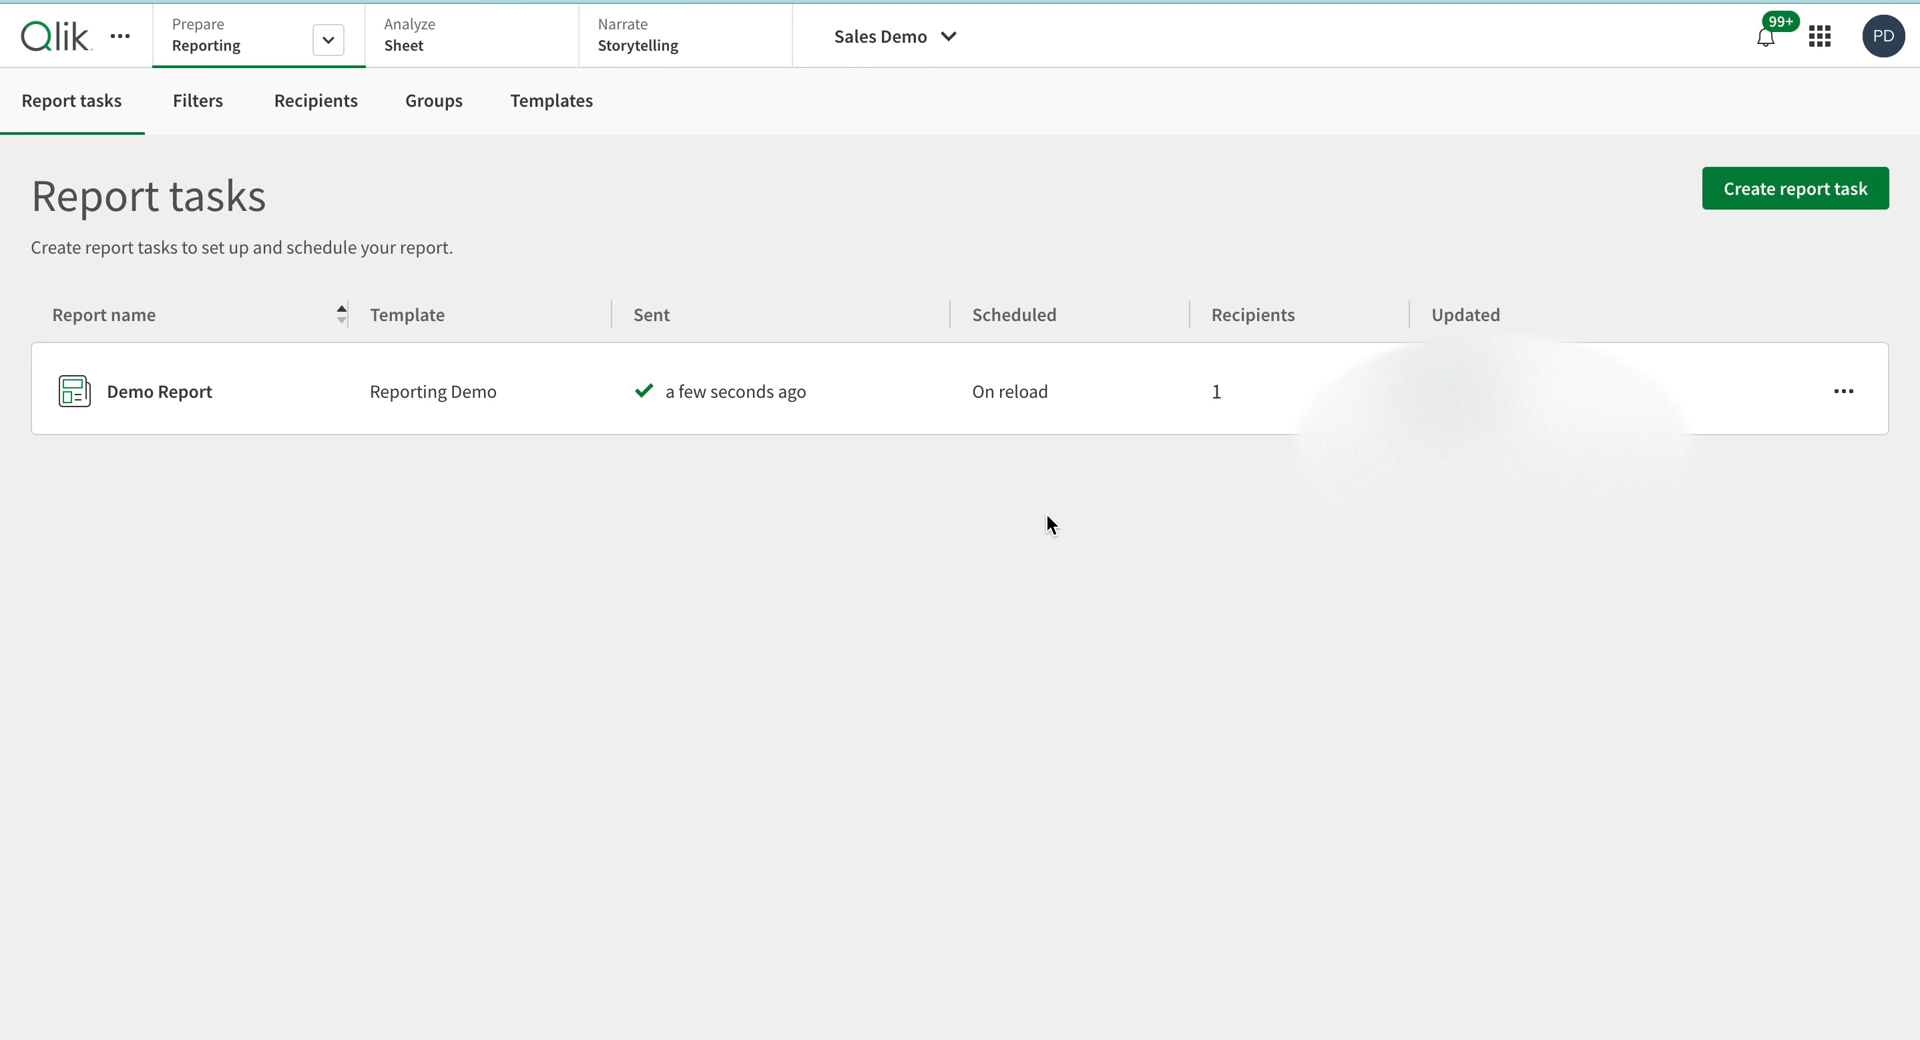 Qlik
Prepare
Reporting
Analyze
Sheet
Narrate
Storytelling
Sales Demo
99+
PD
Report tasks
Filters
Recipients
Groups
Templates
Report tasks
Create report task
Create report tasks to set up and schedule your report.
Report name
Template
Sent
Scheduled
Recipients
Updated
Demo Report
Reporting Demo
a few seconds ago
On reload
1